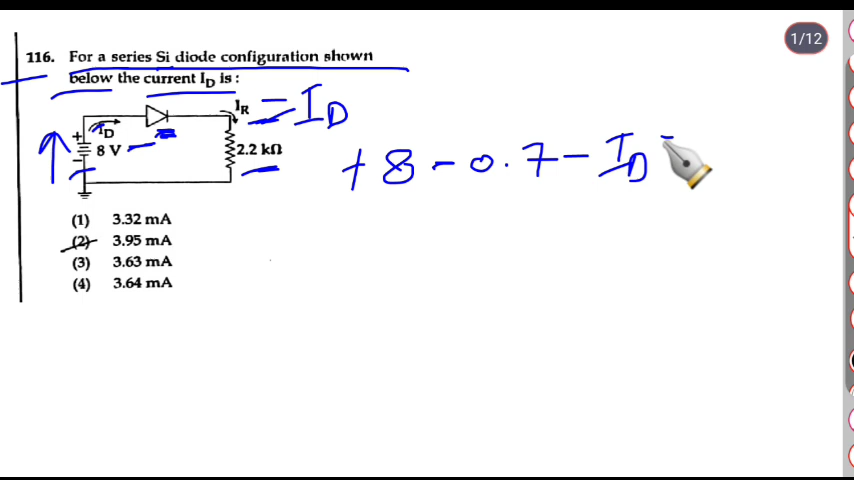 1/12
116. For a series Si diode configuration shown
below the current I_D is :
I_R = I_D
I_D
+
8 V
−
2.2 kΩ
+ 8 - 0.7 - I_D
(1) 3.32 mA
(2) 3.95 mA
(3) 3.63 mA
(4) 3.64 mA